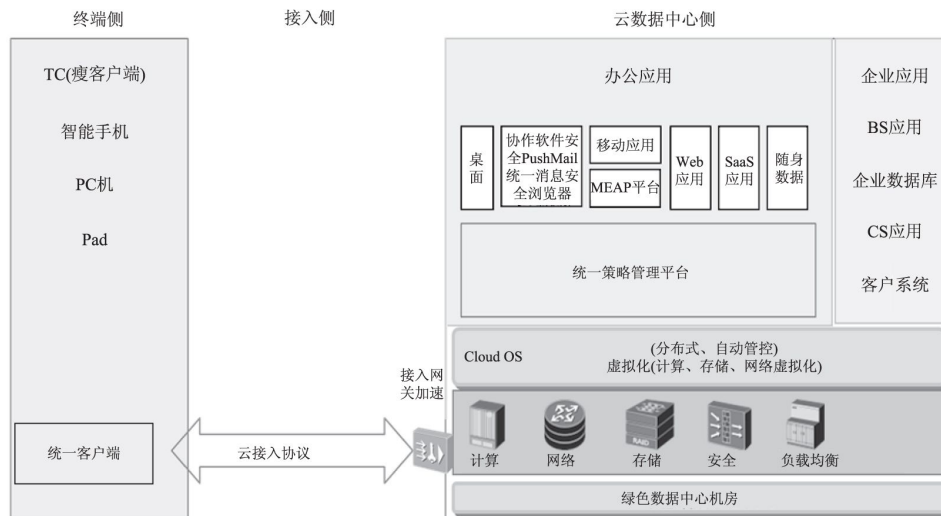 终端侧
接入侧
云数据中心侧
TC(瘦客户端)
智能手机
PC机
Pad
统一客户端
云接入协议
接入网
关加速
办公应用
桌面
协作软件安
全PushMail
统一消息安
全浏览器
移动应用
MEAP平台
Web
应用
SaaS
应用
随身
数据
统一策略管理平台
企业应用
BS应用
企业数据库
CS应用
客户系统
Cloud OS
(分布式、自动管控)
虚拟化(计算、存储、网络虚拟化)
RAID
计算
网络
存储
安全
负载均衡
绿色数据中心机房